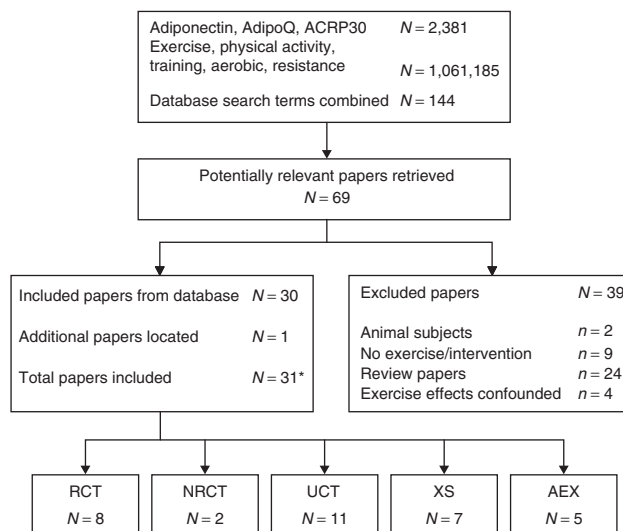 Adiponectin, AdipoQ, ACRP30 N = 2,381
Exercise, physical activity,
training, aerobic, resistance N = 1,061,185
Database search terms combined N = 144
Potentially relevant papers retrieved
N = 69
Included papers from database N = 30
Additional papers located N = 1
Total papers included N = 31*
Excluded papers N = 39
Animal subjects n = 2
No exercise/intervention n = 9
Review papers n = 24
Exercise effects confounded n = 4
RCT
N = 8
NRCT
N = 2
UCT
N = 11
XS
N = 7
AEX
N = 5